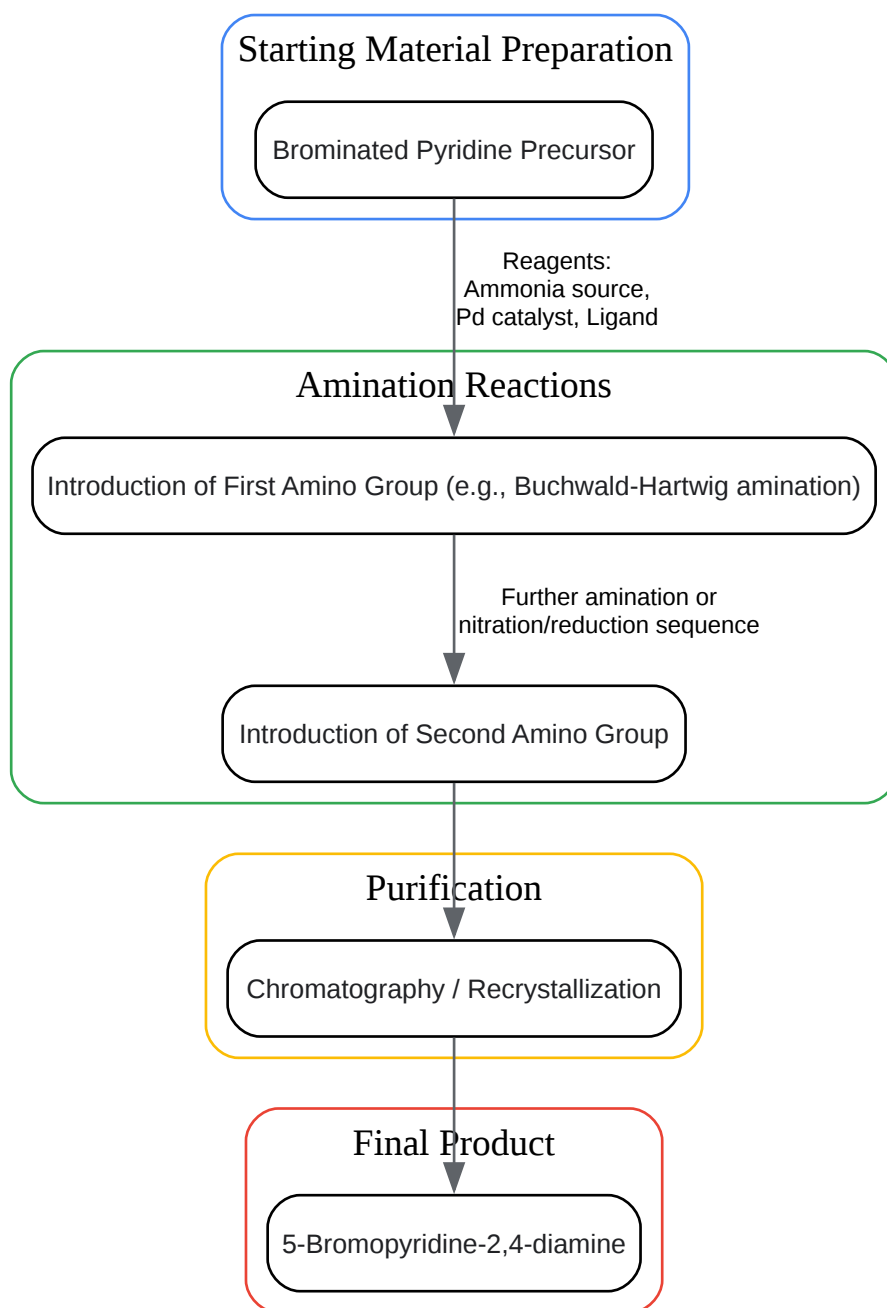 Starting Material Preparation
Brominated Pyridine Precursor
Reagents:
Ammonia source,
Pd catalyst, Ligand
Amination Reactions
Introduction of First Amino Group (e.g., Buchwald-Hartwig amination)
Further amination or
nitration/reduction sequence
Introduction of Second Amino Group
Purification
Chromatography / Recrystallization
Final Product
5-Bromopyridine-2,4-diamine